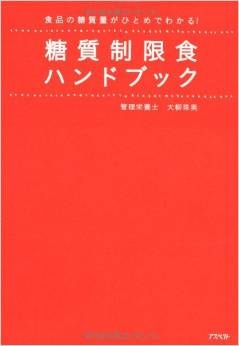 食品の糖質量がひとめでわかる!
糖質制限食
ハンドブック
管理栄養士 大柳珠美
アスペクト